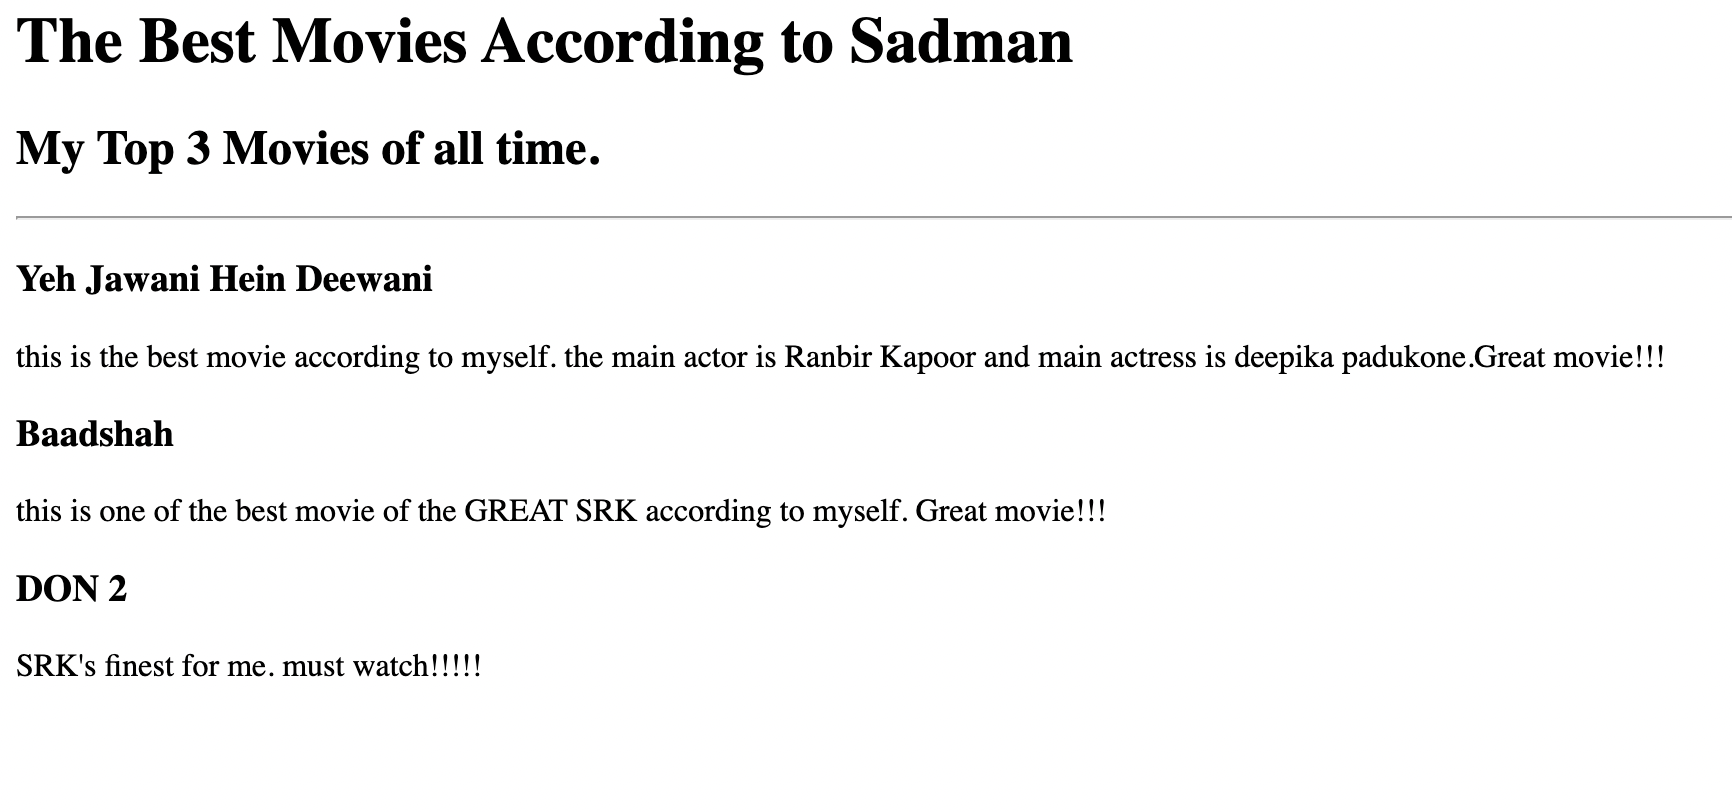 The Best Movies According to Sadman
My Top 3 Movies of all time.
Yeh Jawani Hein Deewani
this is the best movie according to myself. the main actor is Ranbir Kapoor and main actress is deepika padukone.Great movie!!!
Baadshah
this is one of the best movie of the GREAT SRK according to myself. Great movie!!!
DON 2
SRK's finest for me. must watch!!!!!